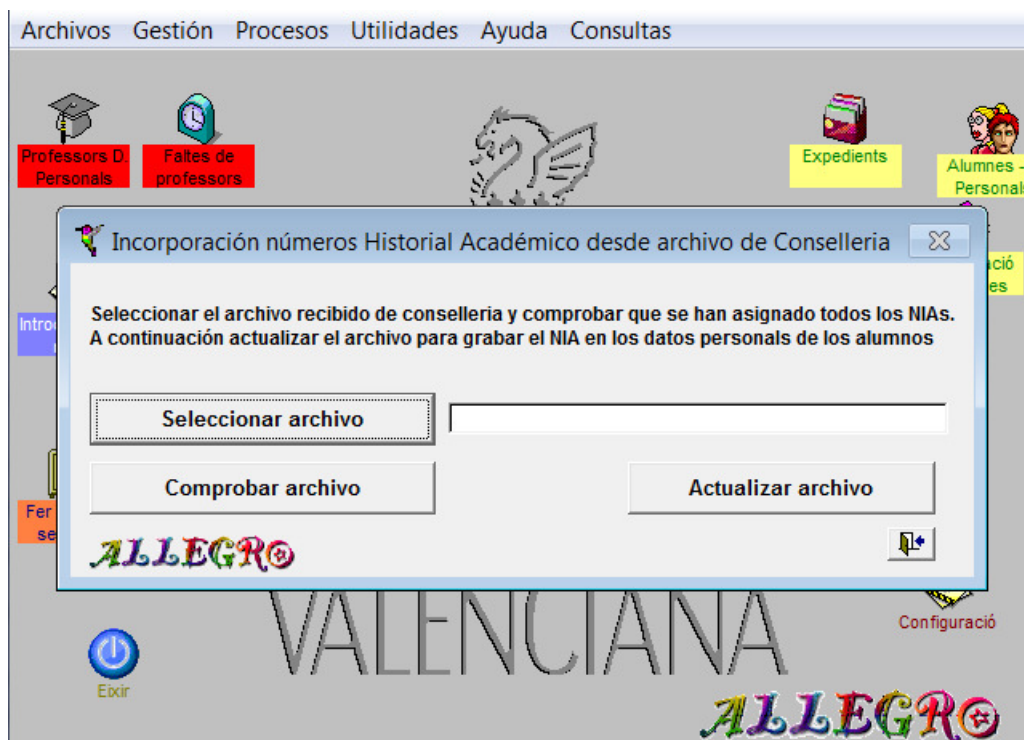 Archivos Gestión Procesos Utilidades Ayuda Consultas
Professors D.
Personals
Faltes de
professors
Expedients
Alumnes -
Personals
Incorporación números Historial Académico desde archivo de Conselleria
Seleccionar el archivo recibido de conselleria y comprobar que se han asignado todos los NIAs.
A continuación actualizar el archivo para grabar el NIA en los datos personals de los alumnos
Seleccionar archivo
Comprobar archivo
Actualizar archivo
ALLEGRO
Fer
se
VALENCIANA
Configuració
Eixir
ALLEGRO